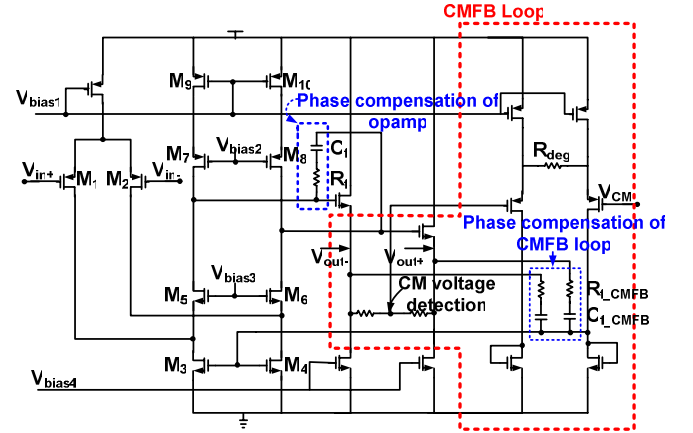 CMFB Loop
M9
M10
Vbias1
Phase compensation of
opamp
M7
Vbias2
M8
C1
R1
Rdeg
Vin+
M1
M2
Vin-
VCM
Phase compensation of
CMFB loop
Vout-
Vout+
Vbias3
M5
M6
CM voltage
detection
R1_CMFB
C1_CMFB
M3
M4
Vbias4